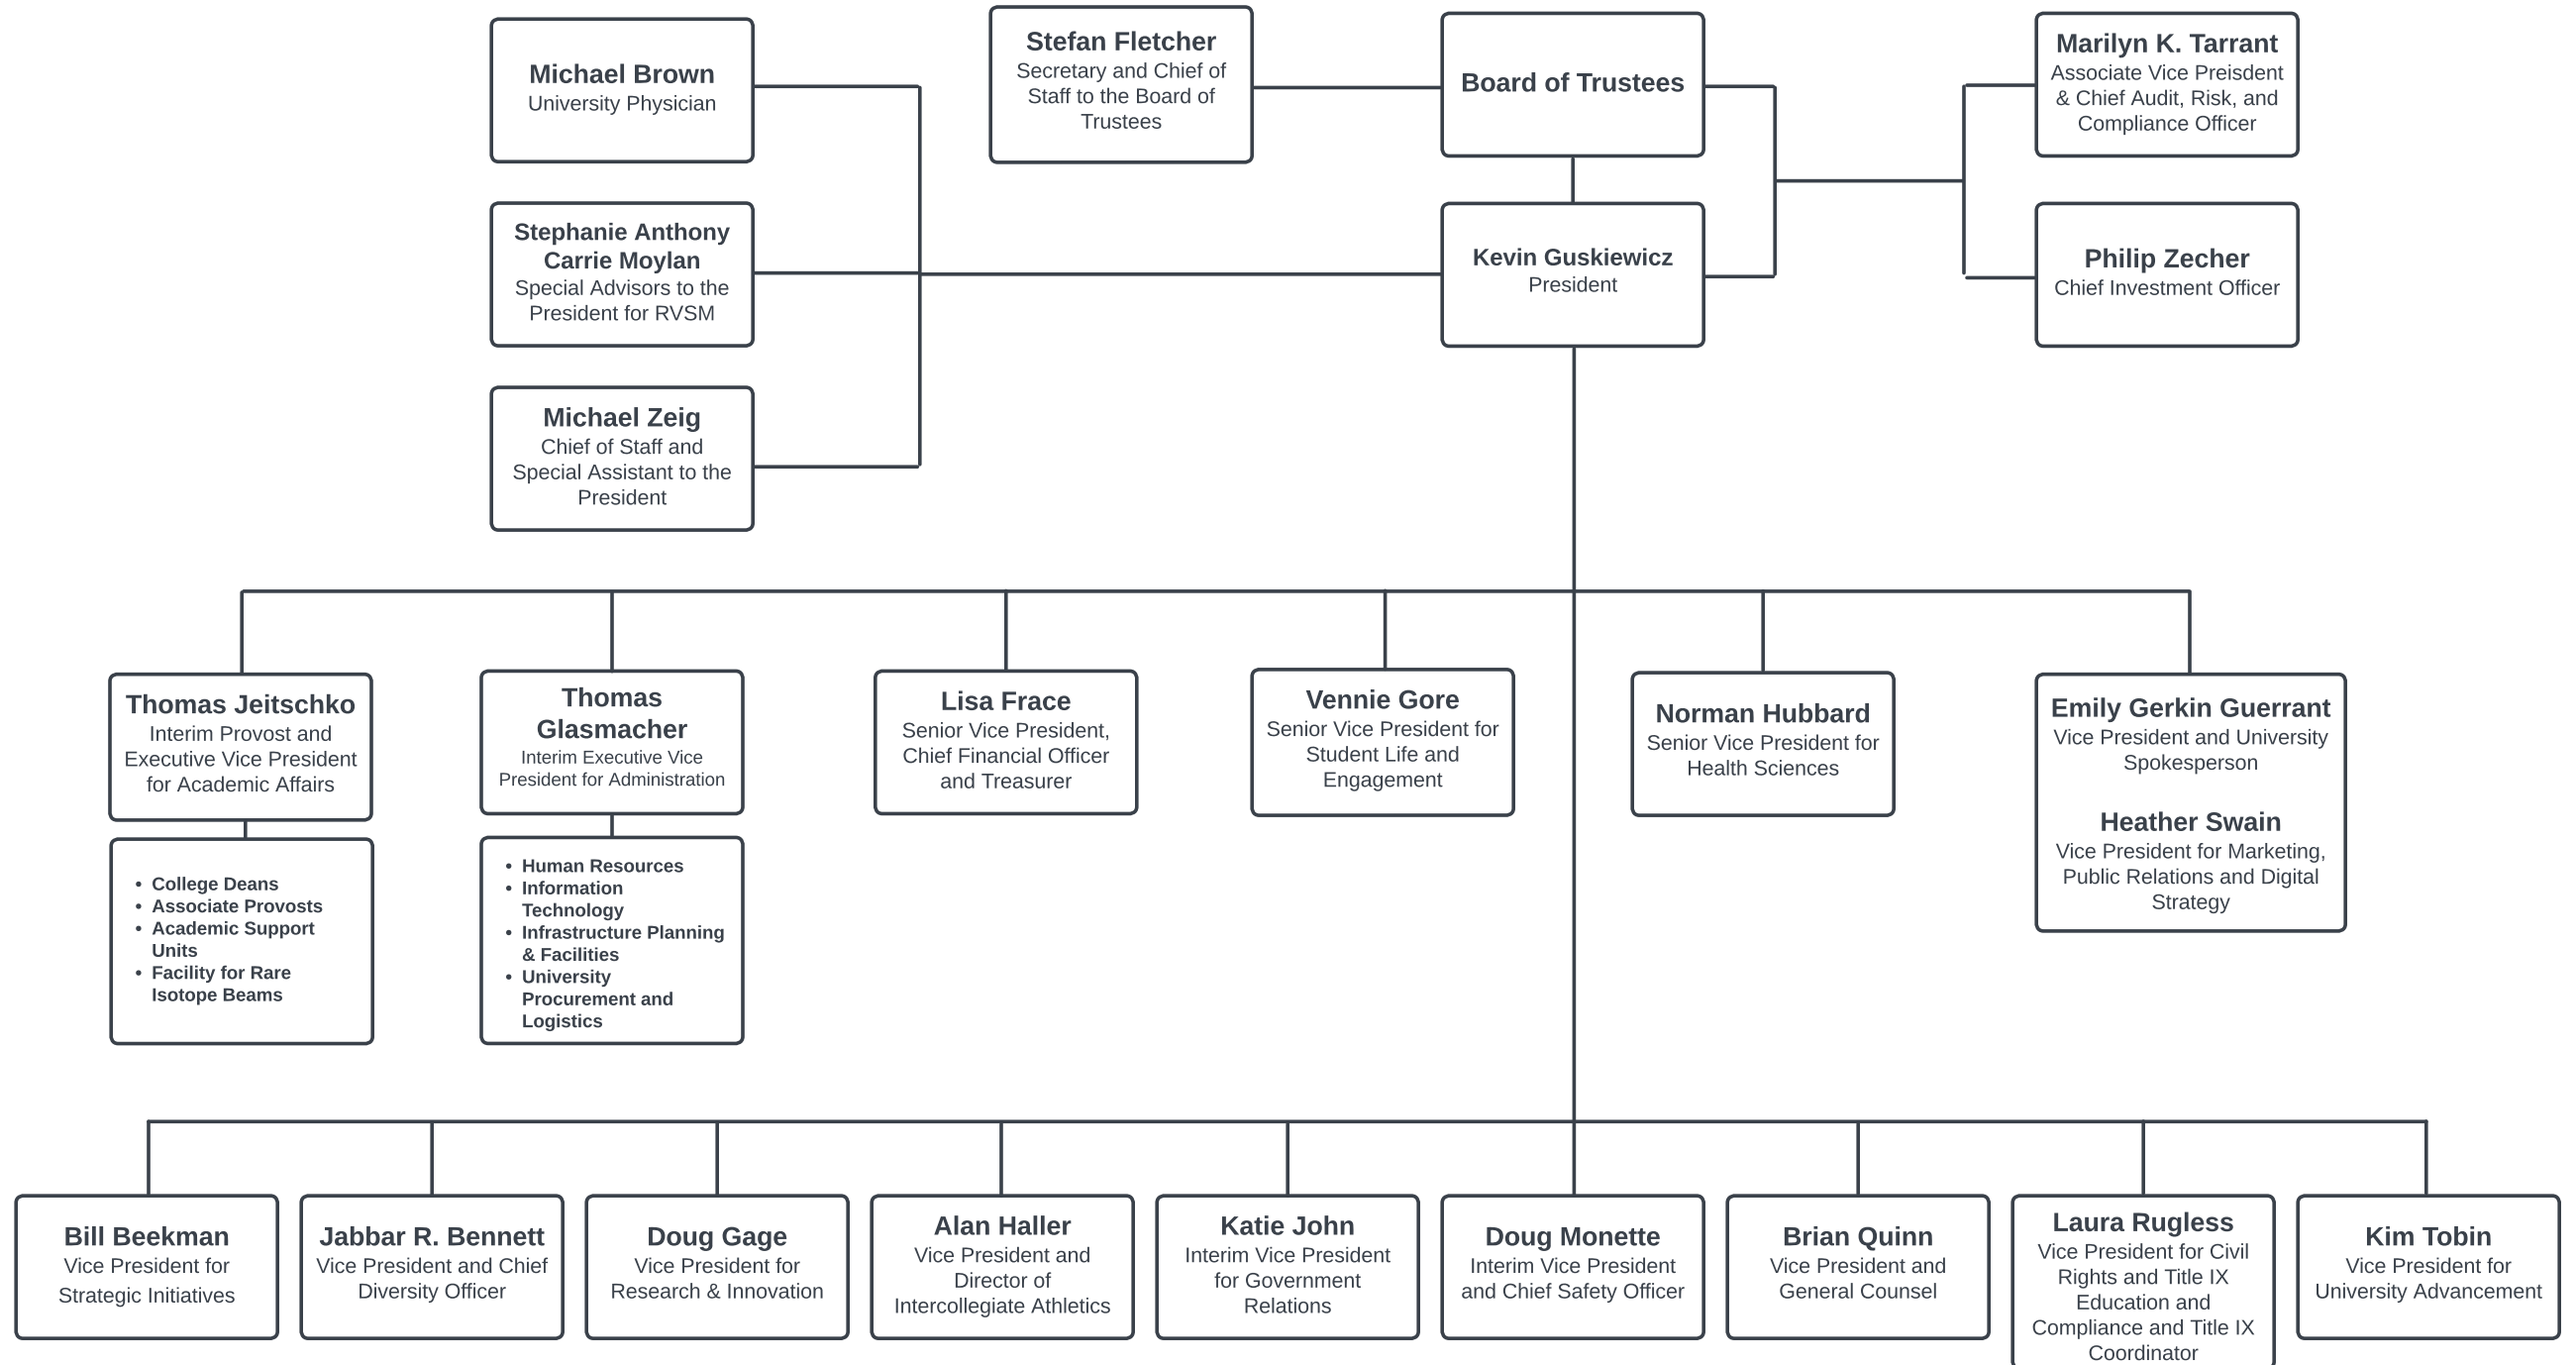 Michael Brown
University Physician
Stefan Fletcher
Secretary and Chief of
Staff to the Board of
Trustees
Board of Trustees
Marilyn K. Tarrant
Associate Vice Preisdent
& Chief Audit, Risk, and
Compliance Officer
Stephanie Anthony
Carrie Moylan
Special Advisors to the
President for RVSM
Kevin Guskiewicz
President
Philip Zecher
Chief Investment Officer
Michael Zeig
Chief of Staff and
Special Assistant to the
President
Thomas Jeitschko
Interim Provost and
Executive Vice President
for Academic Affairs
Thomas
Glasmacher
Interim Executive Vice
President for Administration
Lisa Frace
Senior Vice President,
Chief Financial Officer
and Treasurer
Vennie Gore
Senior Vice President for
Student Life and
Engagement
Norman Hubbard
Senior Vice President for
Health Sciences
Emily Gerkin Guerrant
Vice President and University
Spokesperson
Heather Swain
Vice President for Marketing,
Public Relations and Digital
Strategy
• College Deans
• Associate Provosts
• Academic Support
Units
• Facility for Rare
Isotope Beams
• Human Resources
• Information
Technology
• Infrastructure Planning
& Facilities
• University
Procurement and
Logistics
Bill Beekman
Vice President for
Strategic Initiatives
Jabbar R. Bennett
Vice President and Chief
Diversity Officer
Doug Gage
Vice President for
Research & Innovation
Alan Haller
Vice President and
Director of
Intercollegiate Athletics
Katie John
Interim Vice President
for Government
Relations
Doug Monette
Interim Vice President
and Chief Safety Officer
Brian Quinn
Vice President and
General Counsel
Laura Rugless
Vice President for Civil
Rights and Title IX
Education and
Compliance and Title IX
Coordinator
Kim Tobin
Vice President for
University Advancement